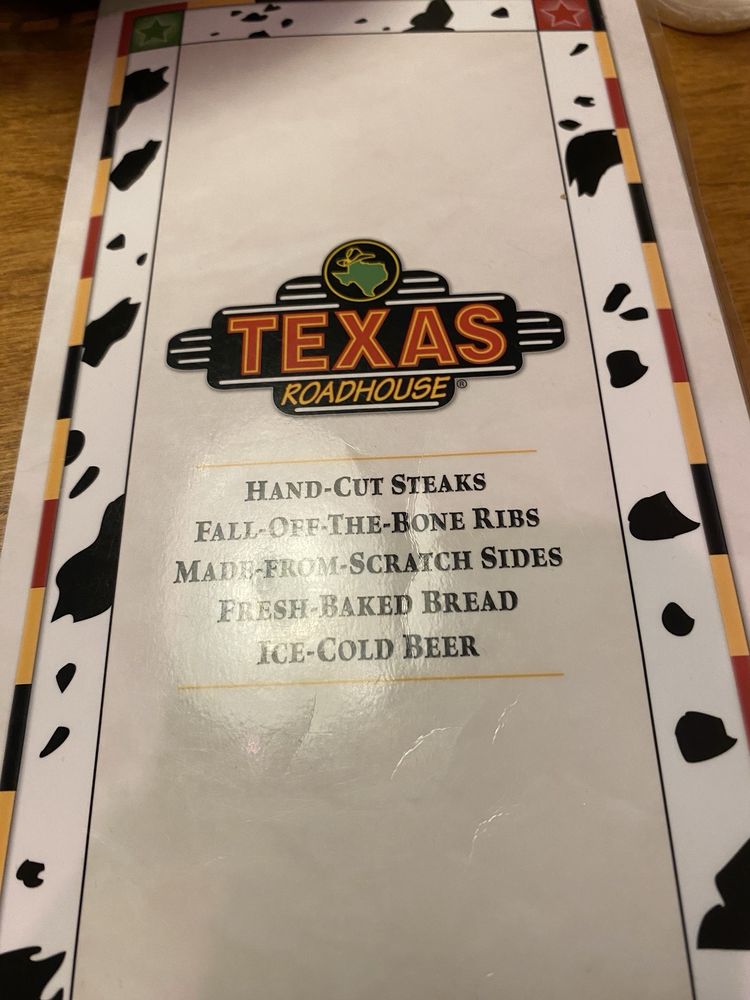 TEXAS
ROADHOUSE®
HAND-CUT STEAKS
FALL-OFF-THE-BONE RIBS
MADE-FROM-SCRATCH SIDES
FRESH-BAKED BREAD
ICE-COLD BEER